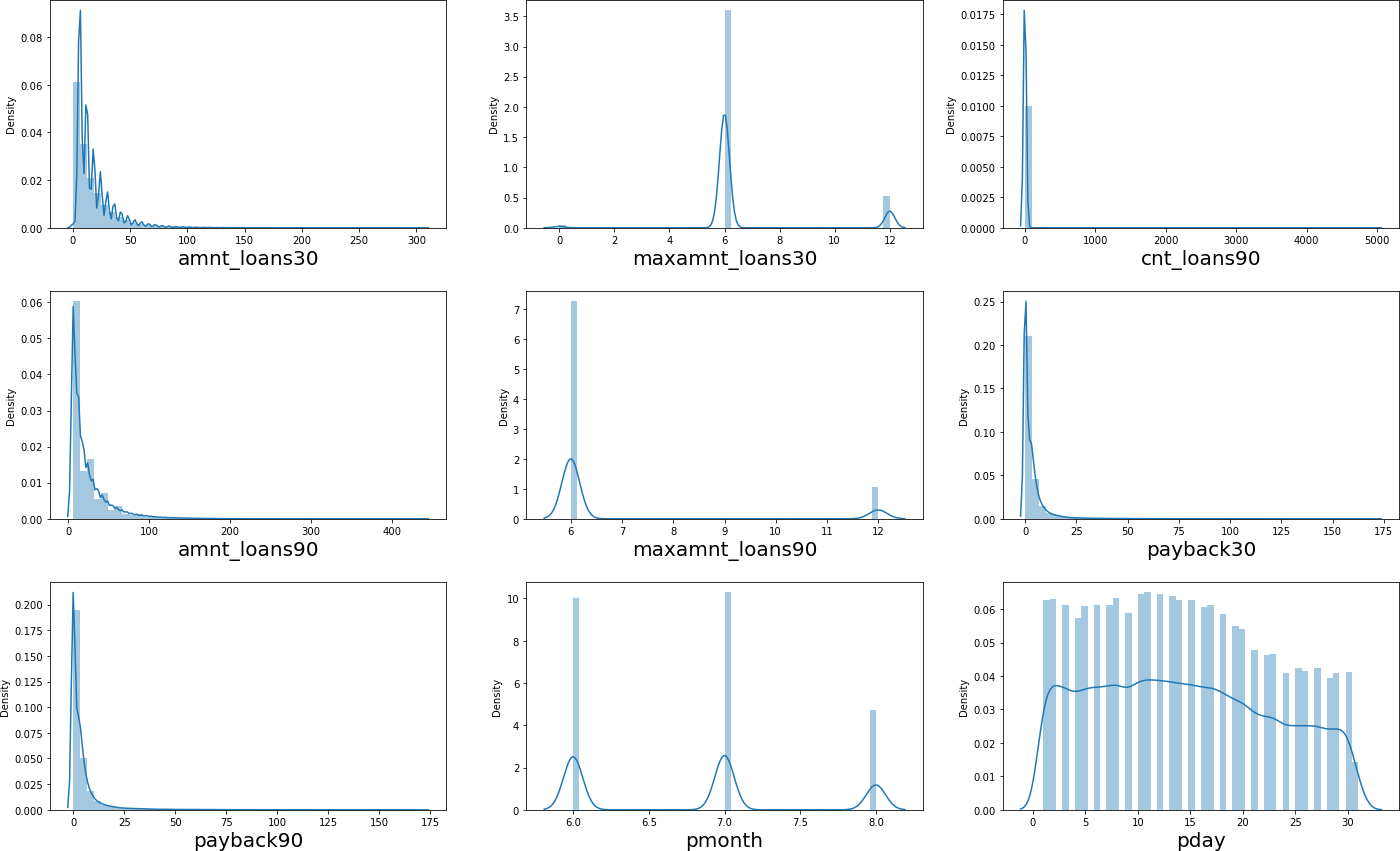 0.08
0.06
0.04
0.02
0.00
Density
0 50 100 150 200 250 300
amnt_loans30
3.5
3.0
2.5
2.0
1.5
1.0
0.5
0.0
Density
0 2 4 6 8 10 12
maxamnt_loans30
0.0175
0.0150
0.0125
0.0100
0.0075
0.0050
0.0025
0.0000
Density
0 1000 2000 3000 4000 5000
cnt_loans90
0.06
0.05
0.04
0.03
0.02
0.01
0.00
Density
0 100 200 300 400
amnt_loans90
7
6
5
4
3
2
1
0
Density
6 7 8 9 10 11 12
maxamnt_loans90
0.25
0.20
0.15
0.10
0.05
0.00
Density
0 25 50 75 100 125 150 175
payback30
0.200
0.175
0.150
0.125
0.100
0.075
0.050
0.025
0.000
Density
0 25 50 75 100 125 150 175
payback90
10
8
6
4
2
0
Density
6.0 6.5 7.0 7.5 8.0
pmonth
0.06
0.05
0.04
0.03
0.02
0.01
0.00
Density
0 5 10 15 20 25 30
pday